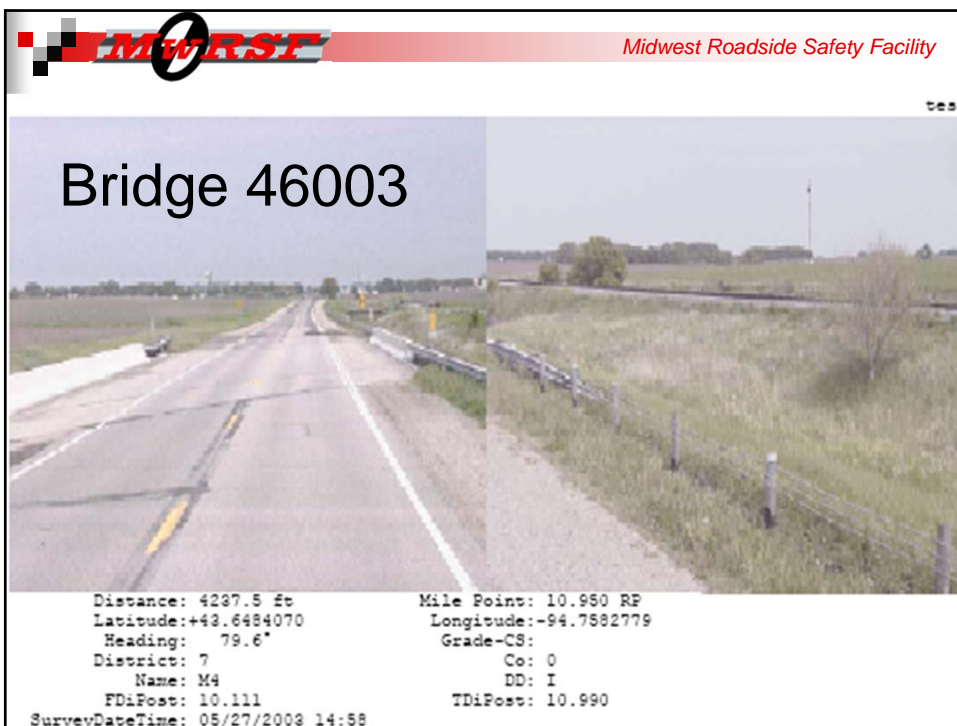 MwRSF
Midwest Roadside Safety Facility
tes
Bridge 46003
Distance: 4237.5 ft Mile Point: 10.950 RP
Latitude:+43.6484070 Longitude:-94.7582779
Heading: 79.6° Grade-CS:
District: 7 Co: 0
Name: M4 DD: I
FDiPost: 10.111 TDiPost: 10.990
SurveyDateTime: 05/27/2003 14:58